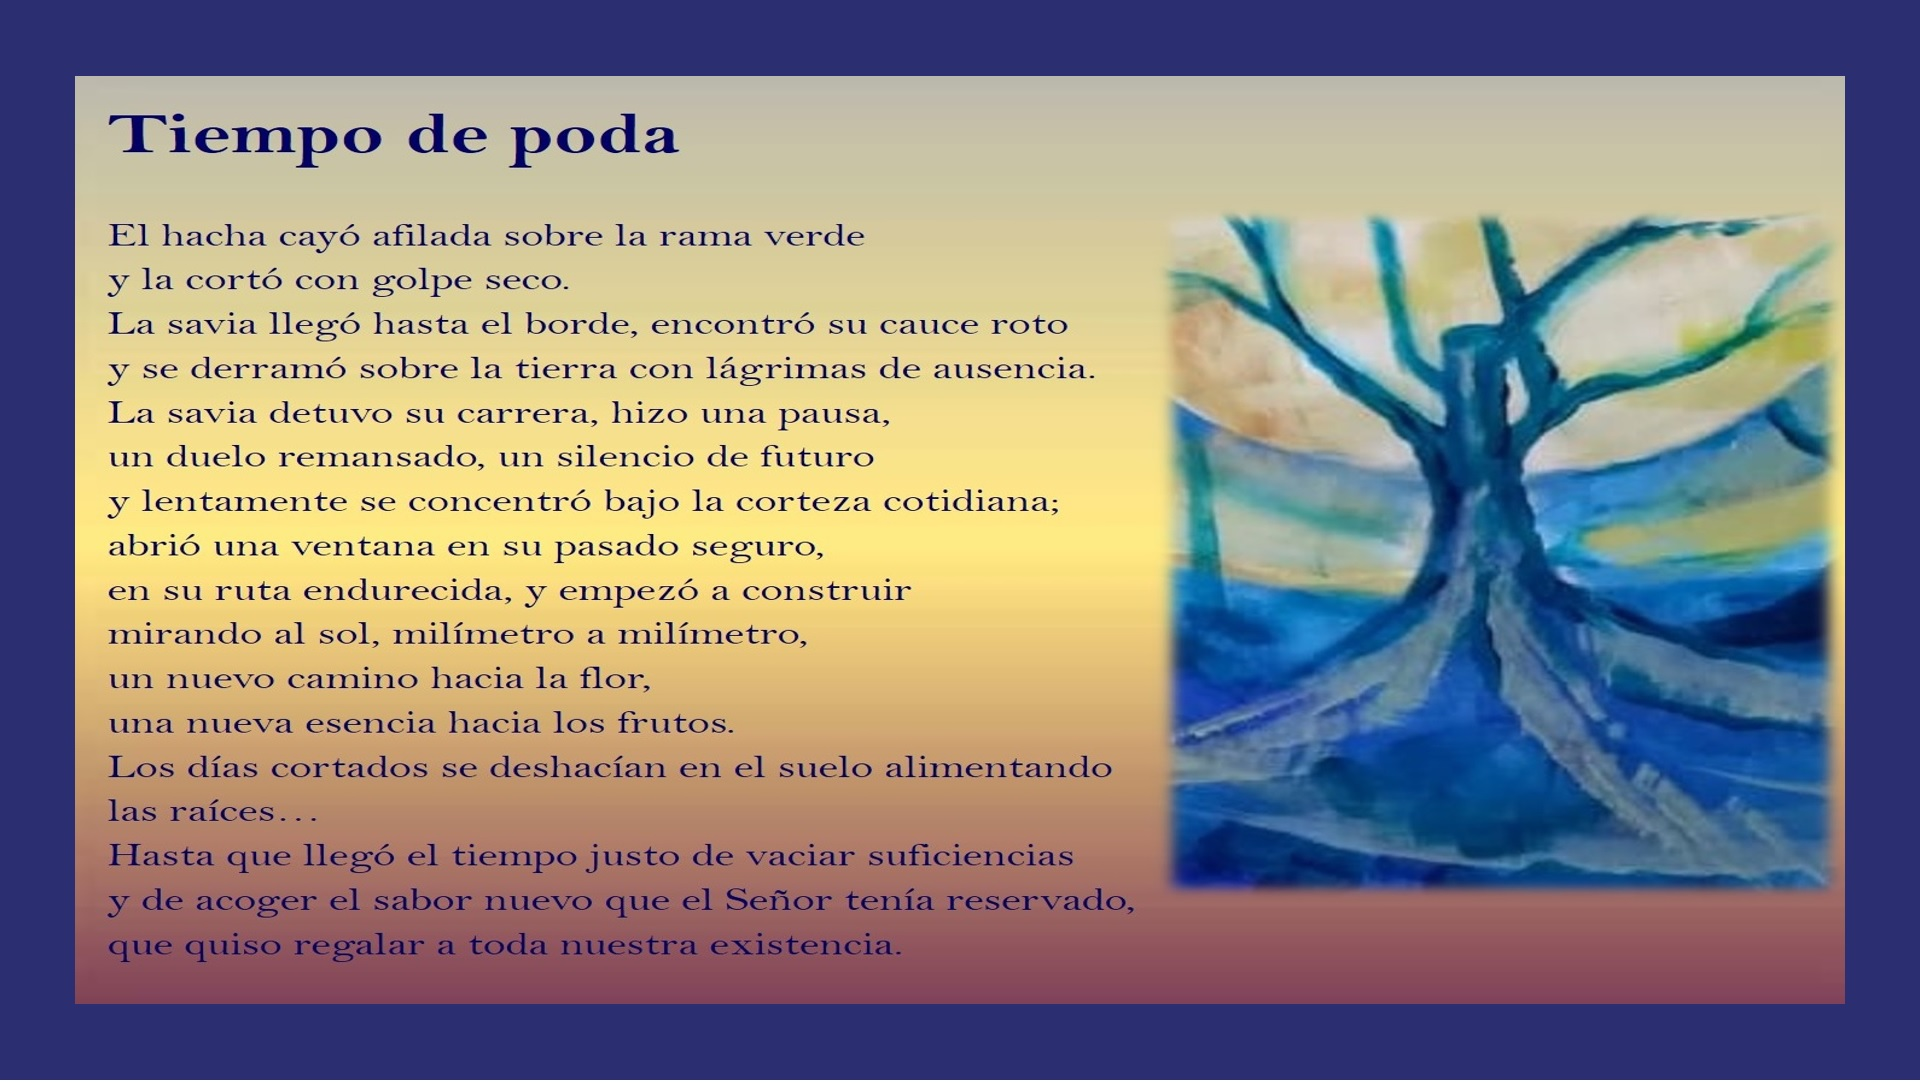 Tiempo de poda
El hacha cayó afilada sobre la rama verde
y la cortó con golpe seco.
La savia llegó hasta el borde, encontró su cauce roto
y se derramó sobre la tierra con lágrimas de ausencia.
La savia detuvo su carrera, hizo una pausa,
un duelo remansado, un silencio de futuro
y lentamente se concentró bajo la corteza cotidiana;
abrió una ventana en su pasado seguro,
en su ruta endurecida, y empezó a construir
mirando al sol, milímetro a milímetro,
un nuevo camino hacia la flor,
una nueva esencia hacia los frutos.
Los días cortados se deshacían en el suelo alimentando
las raíces…
Hasta que llegó el tiempo justo de vaciar suficiencias
y de acoger el sabor nuevo que el Señor tenía reservado,
que quiso regalar a toda nuestra existencia.